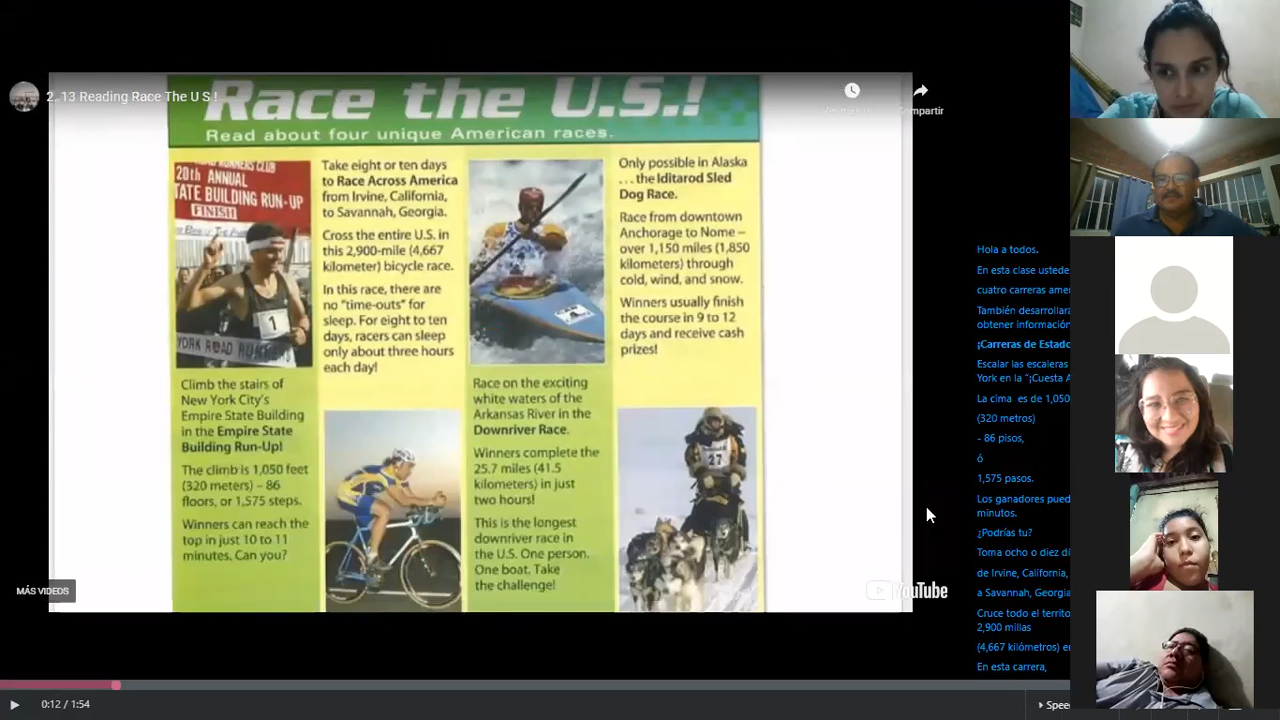 2. 13 Reading Race The U S !
Compartir
Race the U.S.!
Read about four unique American races.
20th ANNUAL
TATE BUILDING RUN-UP
FINISH
1
YORK ROAD RUNNERS
Climb the stairs of
New York City's
Empire State Building
in the Empire State
Building Run-Up!
The climb is 1,050 feet
(320 meters) – 86
floors, or 1,575 steps.
Winners can reach the
top in just 10 to 11
minutes. Can you?
Take eight or ten days
to Race Across America
from Irvine, California,
to Savannah, Georgia.
Cross the entire U.S. in
this 2,900-mile (4,667
kilometer) bicycle race.
In this race, there are
no "time-outs" for
sleep. For eight to ten
days, racers can sleep
only about three hours
each day!
Race on the exciting
white waters of the
Arkansas River in the
Downriver Race.
Winners complete the
25.7 miles (41.5
kilometers) in just
two hours!
This is the longest
downriver race in
the U.S. One person.
One boat. Take
the challenge!
Only possible in Alaska
. . . the Iditarod Sled
Dog Race.
Race from downtown
Anchorage to Nome –
over 1,150 miles (1,850
kilometers) through
cold, wind, and snow.
Winners usually finish
the course in 9 to 12
days and receive cash
prizes!
27
MÁS VIDEOS
YouTube
0:12 / 1:54
Speed
Hola a todos.
En esta clase ustede
cuatro carreras amer
También desarrollara
obtener información
¡Carreras de Estado
Escalar las escaleras
York en la "¡Cuesta A
La cima es de 1,050
(320 metros)
- 86 pisos,
ó
1,575 pasos.
Los ganadores pued
minutos.
¿Podrías tu?
Toma ocho o diez dí
de Irvine, California,
a Savannah, Georgia
Cruce todo el territo
2,900 millas
(4,667 kilómetros) en
En esta carrera,